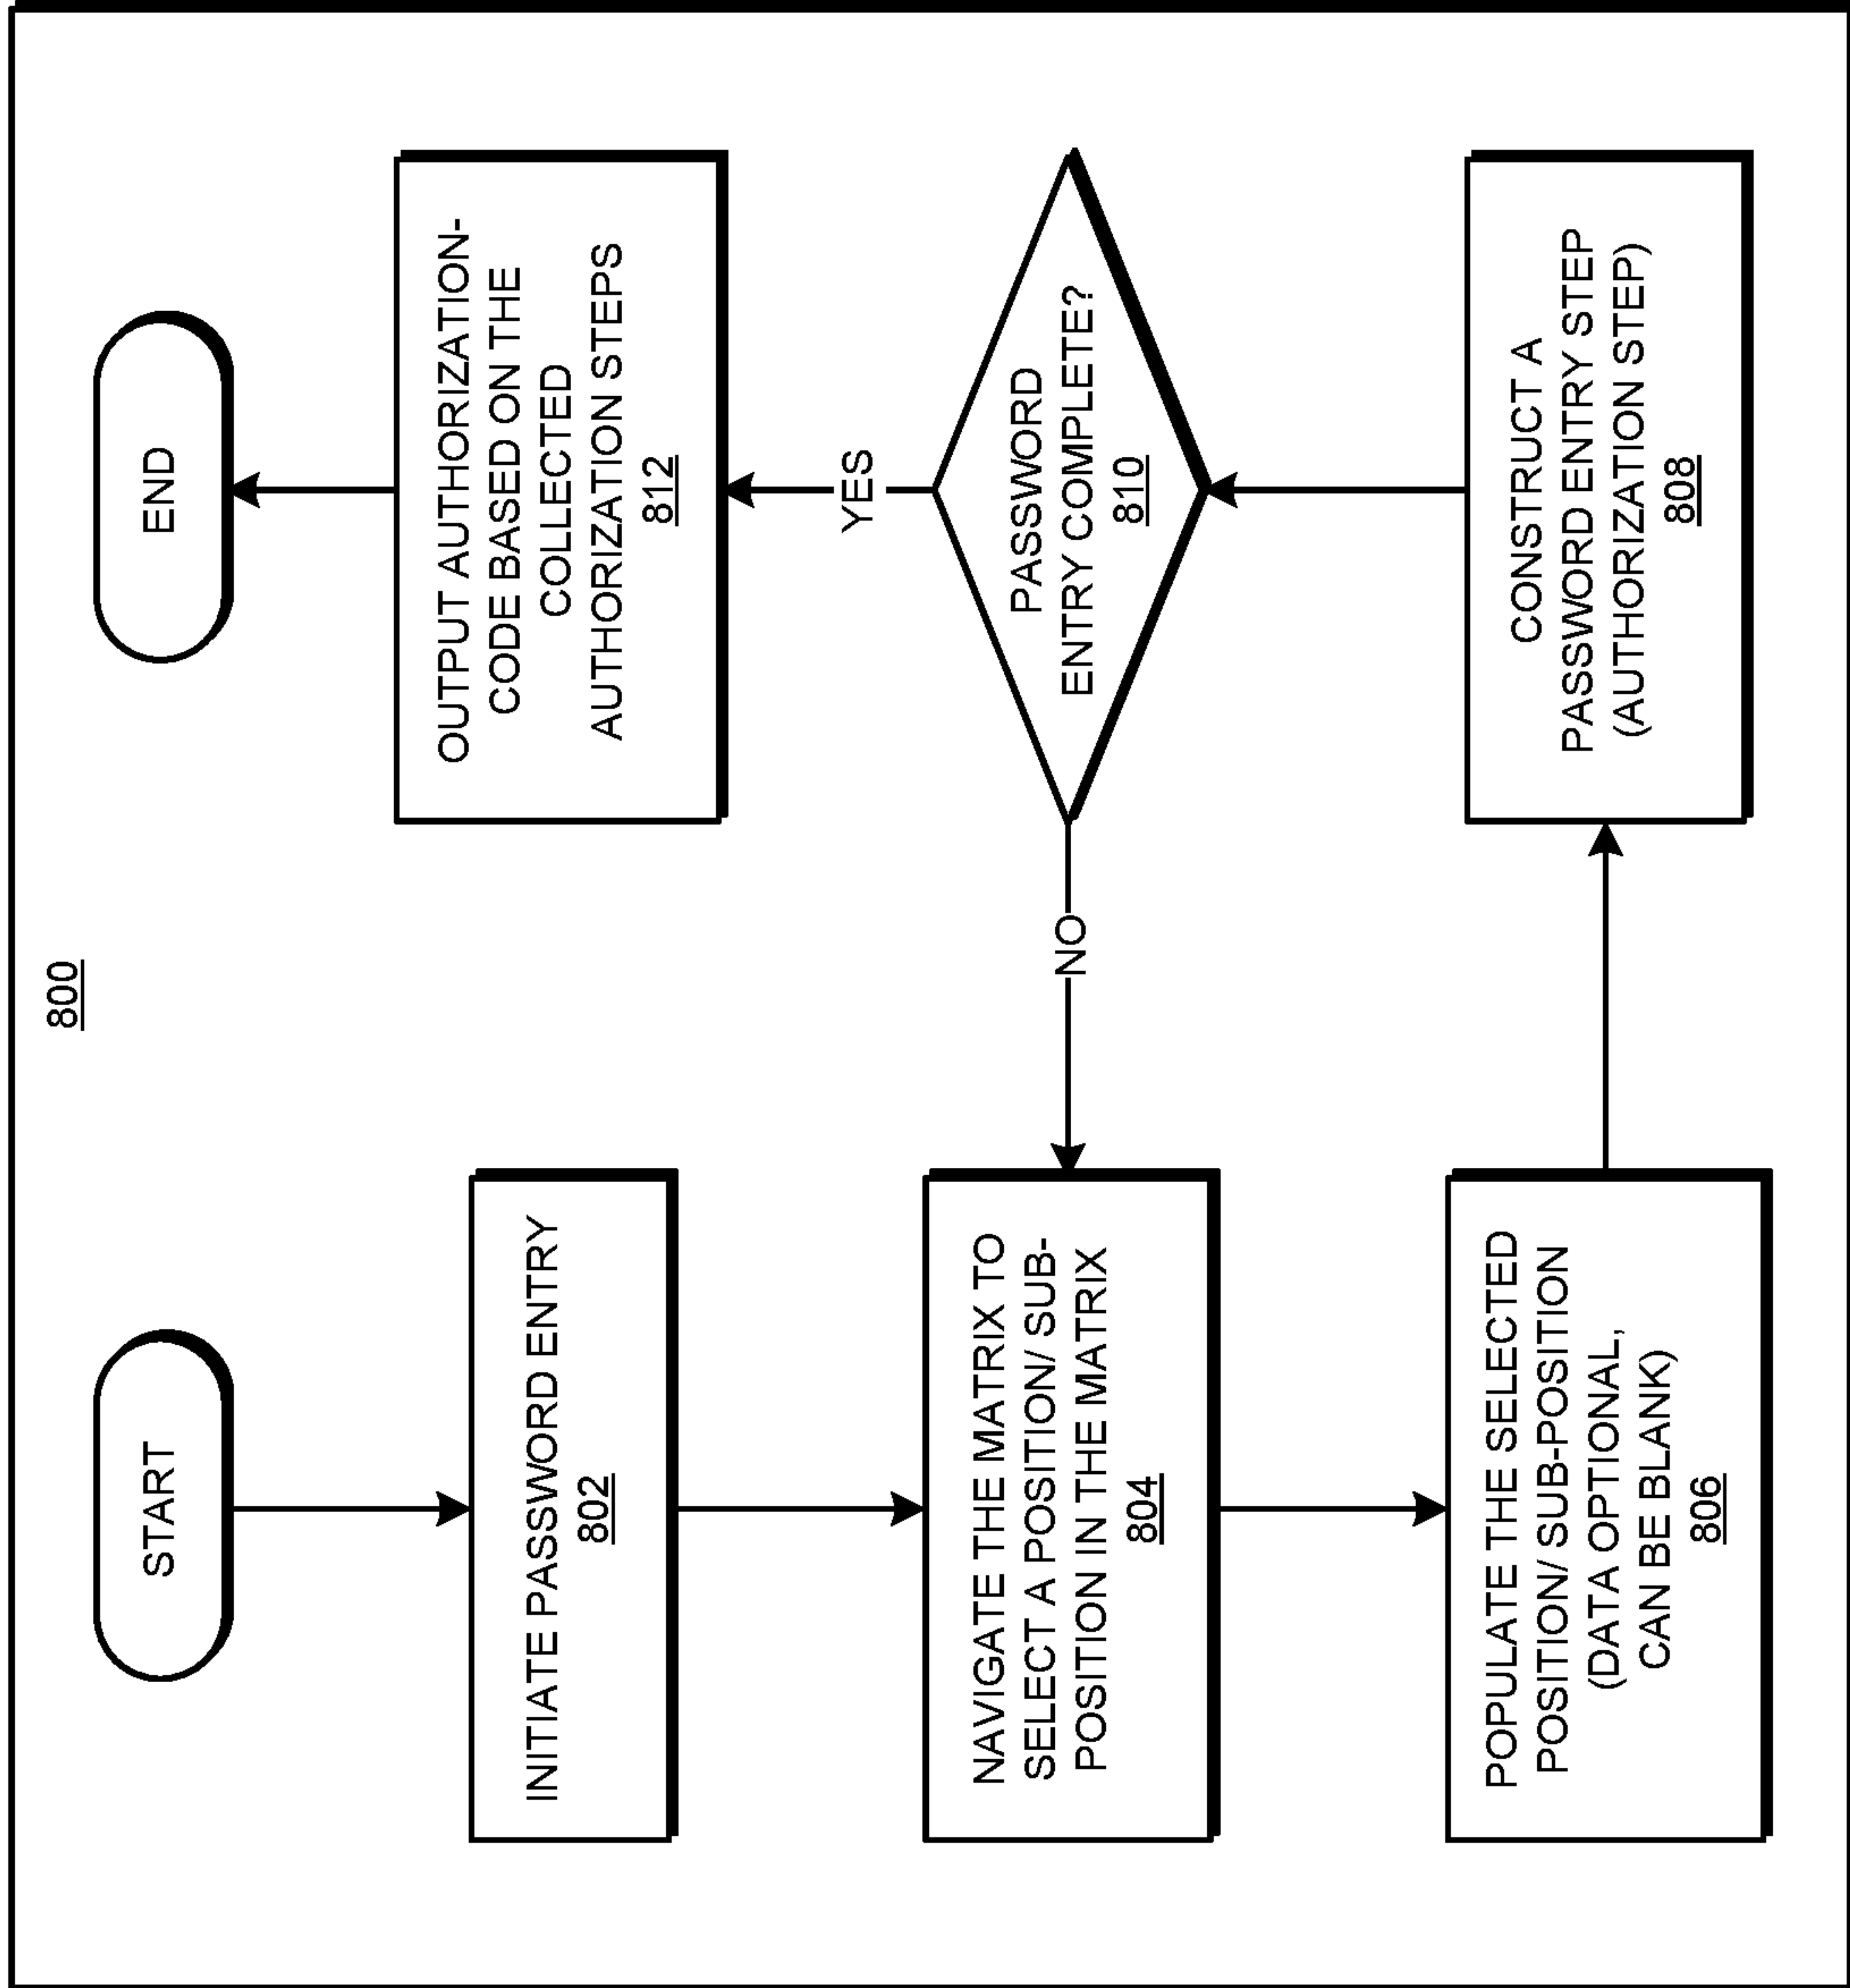 800
START
INITIATE PASSWORD ENTRY
802
NAVIGATE THE MATRIX TO
SELECT A POSITION/ SUB-
POSITION IN THE MATRIX
804
POPULATE THE SELECTED
POSITION/ SUB-POSITION
(DATA OPTIONAL,
CAN BE BLANK)
806
CONSTRUCT A
PASSWORD ENTRY STEP
(AUTHORIZATION STEP)
808
PASSWORD
ENTRY COMPLETE?
810
NO
YES
OUTPUT AUTHORIZATION-
CODE BASED ON THE
COLLECTED
AUTHORIZATION STEPS
812
END